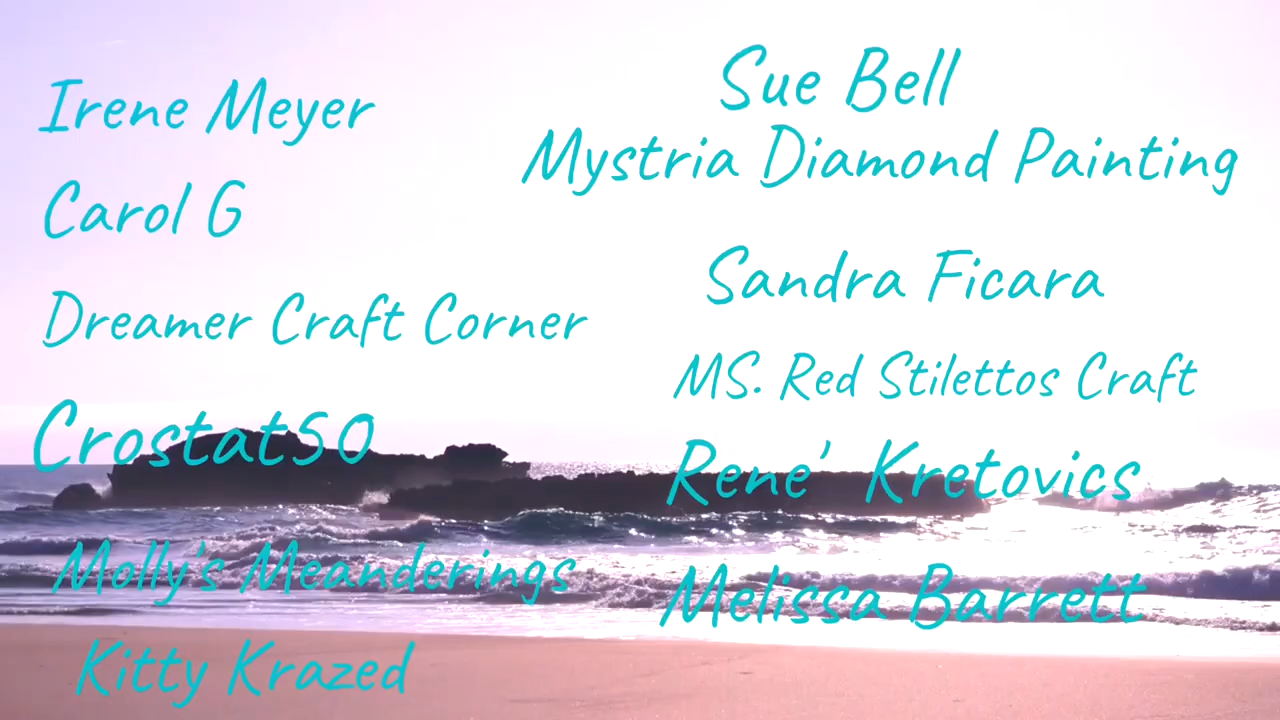 Irene Meyer
Carol G
Dreamer Craft Corner
Crostat50
Molly's Meanderings
Kitty Krazed
Sue Bell
Mystria Diamond Painting
Sandra Ficara
MS. Red Stilettos Craft
Rene' Kretovics
Melissa Barrett